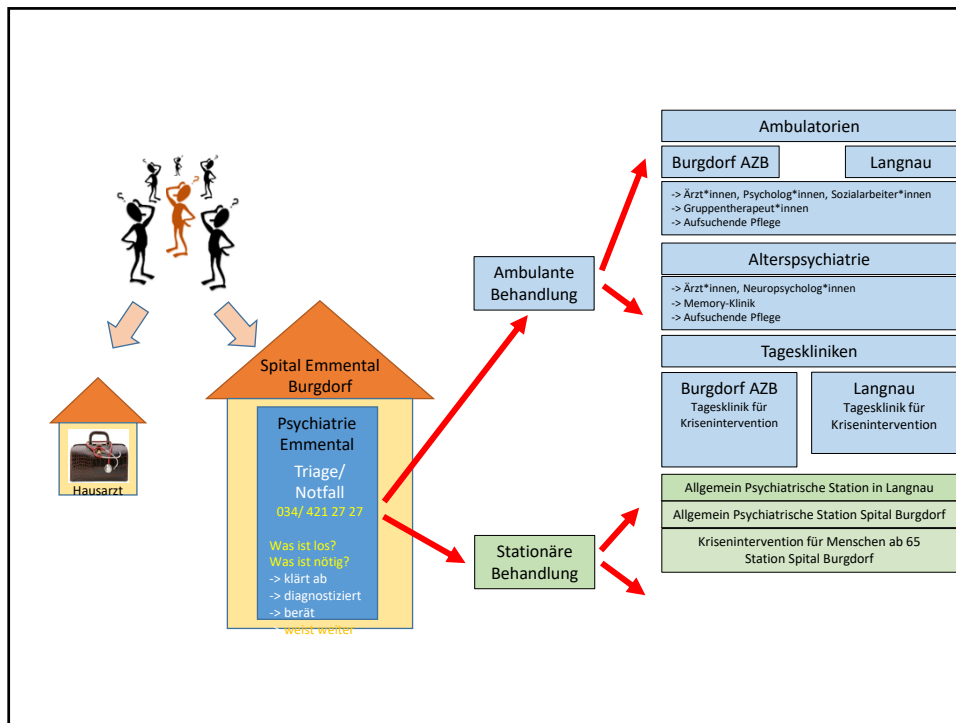 Hausarzt
Spital Emmental
Burgdorf
Psychiatrie
Emmental
Triage/
Notfall
034/ 421 27 27
Was ist los?
Was ist nötig?
-> klärt ab
-> diagnostiziert
-> berät
-> weist weiter
Ambulante
Behandlung
Stationäre
Behandlung
Ambulatorien
Burgdorf AZB
Langnau
-> Ärzt*innen, Psycholog*innen, Sozialarbeiter*innen
-> Gruppentherapeut*innen
-> Aufsuchende Pflege
Alterspsychiatrie
-> Ärzt*innen, Neuropsycholog*innen
-> Memory-Klinik
-> Aufsuchende Pflege
Tageskliniken
Burgdorf AZB
Tagesklinik für
Krisenintervention
Langnau
Tagesklinik für
Krisenintervention
Allgemein Psychiatrische Station in Langnau
Allgemein Psychiatrische Station Spital Burgdorf
Krisenintervention für Menschen ab 65
Station Spital Burgdorf